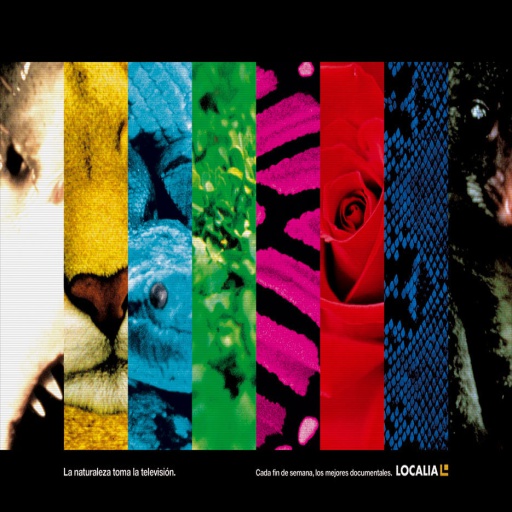 La naturaleza toma la televisión.
Cada fin de semana, los mejores documentales. LOCALIA